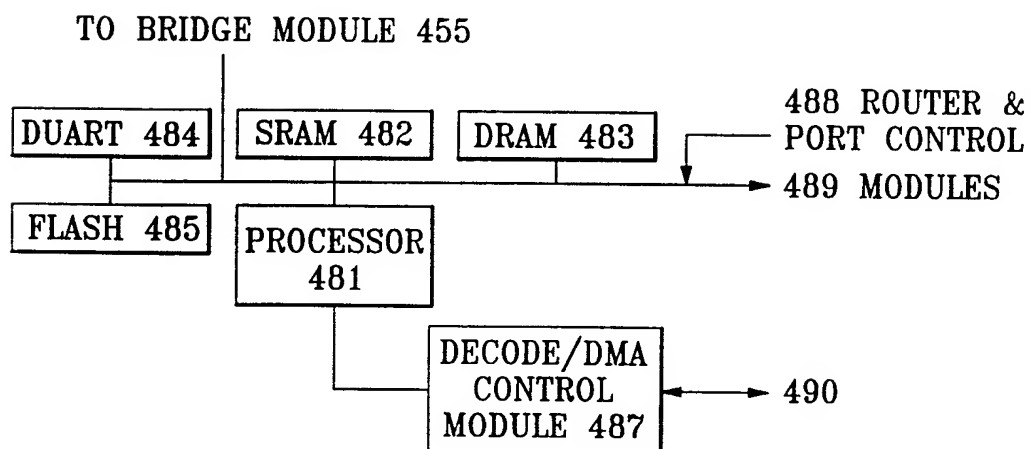 TO BRIDGE MODULE 455
DUART 484
SRAM 482
DRAM 483
488 ROUTER &
PORT CONTROL
489 MODULES
FLASH 485
PROCESSOR
481
DECODE/DMA
CONTROL
MODULE 487
490